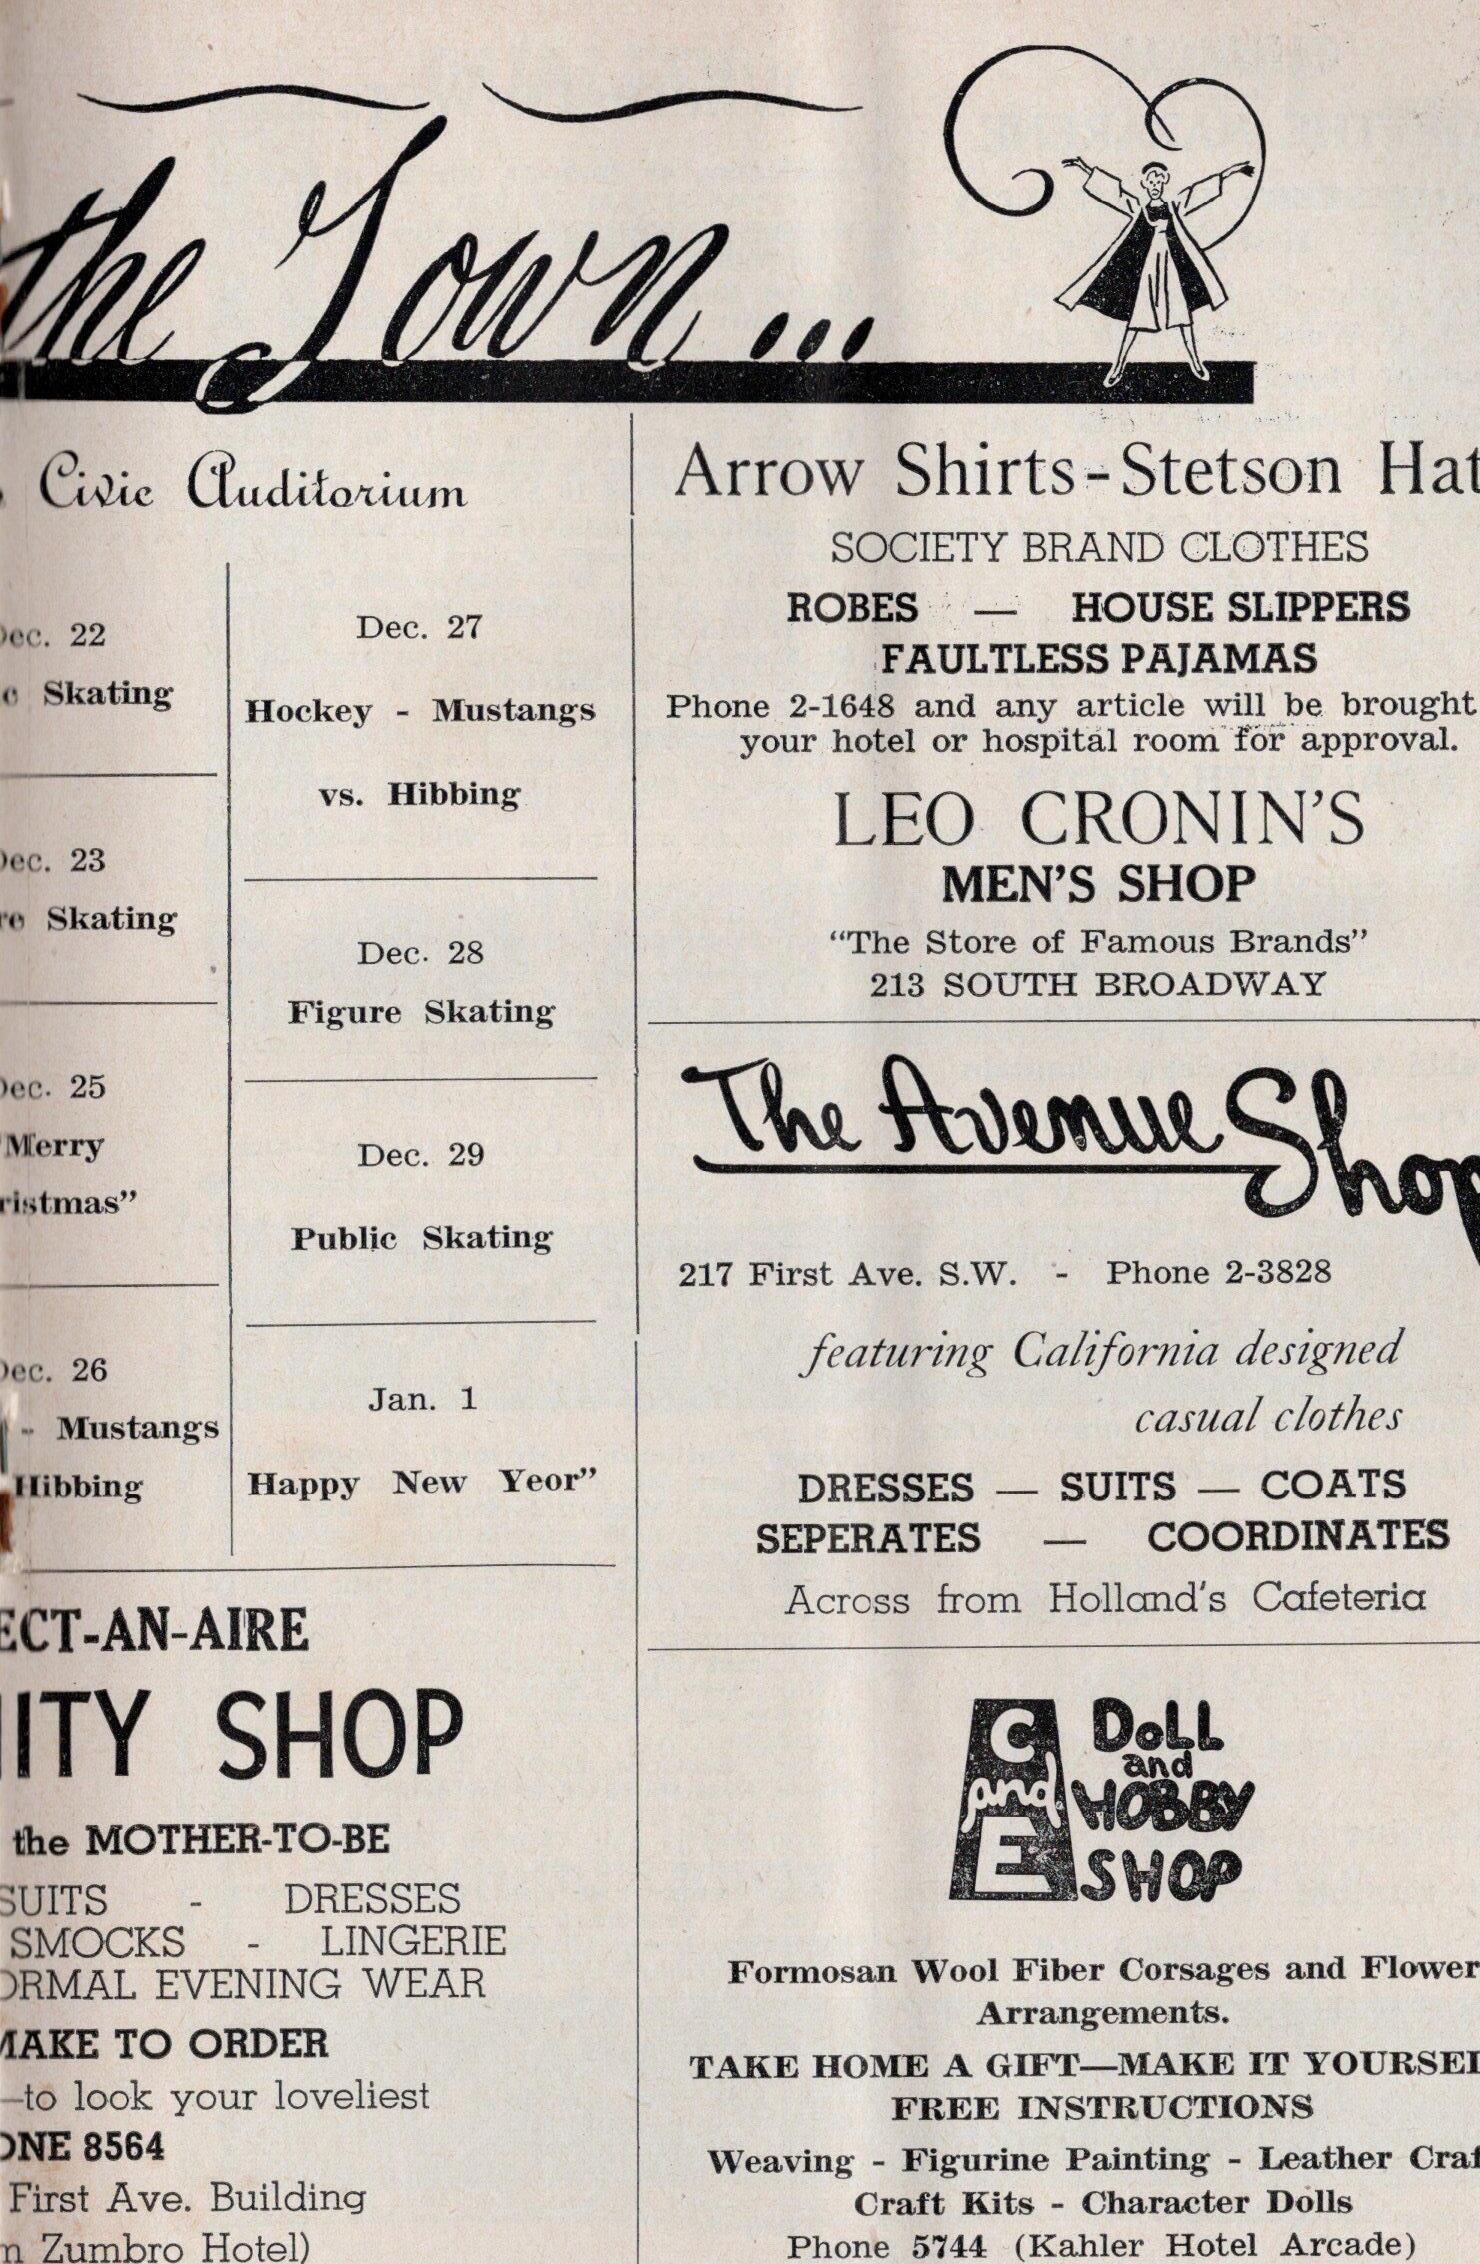 the Town...
Civic Auditorium
Dec. 22
Skating
Dec. 23
Skating
Dec. 25
Merry
ristmas”
Dec. 26
- Mustangs
Hibbing
Dec. 27
Hockey - Mustangs
vs. Hibbing
Dec. 28
Figure Skating
Dec. 29
Public Skating
Jan. 1
Happy New Yeor”
ECT-AN-AIRE
ITY SHOP
the MOTHER-TO-BE
SUITS - DRESSES
SMOCKS - LINGERIE
ORMAL EVENING WEAR
MAKE TO ORDER
—to look your loveliest
ONE 8564
First Ave. Building
Zumbro Hotel)
Arrow Shirts-Stetson Hat
SOCIETY BRAND CLOTHES
ROBES — HOUSE SLIPPERS
FAULTLESS PAJAMAS
Phone 2-1648 and any article will be brought
your hotel or hospital room for approval.
LEO CRONIN’S
MEN’S SHOP
“The Store of Famous Brands”
213 SOUTH BROADWAY
The Avenue Shop
217 First Ave. S.W. - Phone 2-3828
featuring California designed
casual clothes
DRESSES — SUITS — COATS
SEPERATES — COORDINATES
Across from Holland’s Cafeteria
C and E DOLL and HOBBY SHOP
Formosan Wool Fiber Corsages and Flower
Arrangements.
TAKE HOME A GIFT—MAKE IT YOURSEL
FREE INSTRUCTIONS
Weaving - Figurine Painting - Leather Craf
Craft Kits - Character Dolls
Phone 5744 (Kahler Hotel Arcade)